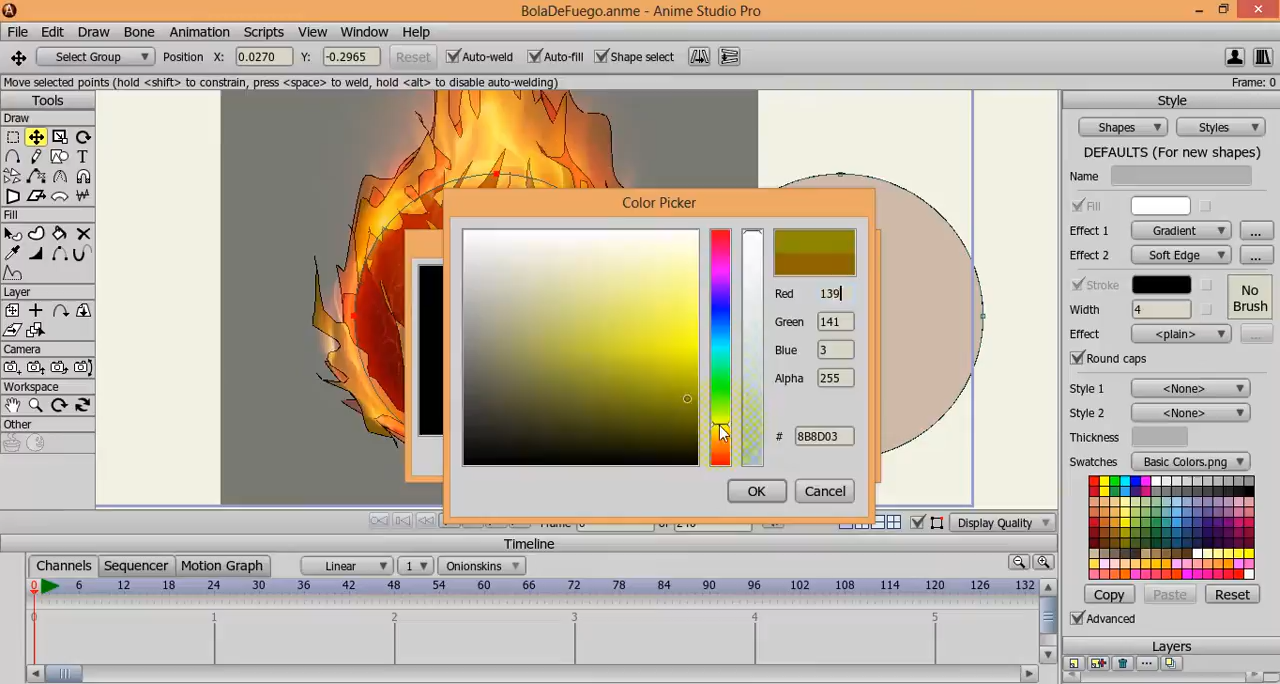 BolaDeFuego.anme - Anime Studio Pro
File Edit Draw Bone Animation Scripts View Window Help
Select Group Position X: 0.0270 Y: -0.2965 Reset Auto-weld Auto-fill Shape select
Move selected points (hold <shift> to constrain, press <space> to weld, hold <alt> to disable auto-welding) Frame: 0
Tools
Draw
T
Fill
Layer
Camera
Workspace
Other
Color Picker
Red 139
Green 141
Blue 3
Alpha 255
# 8B8D03
OK Cancel
Style
Shapes Styles
DEFAULTS (For new shapes)
Name
Fill
Effect 1 Gradient ...
Effect 2 Soft Edge ...
Stroke
No Brush
Width 4
Effect <plain> ...
Round caps
Style 1 <None>
Style 2 <None>
Thickness
Swatches Basic Colors.png
Copy Paste Reset
Advanced
Layers
Display Quality
Timeline
Channels Sequencer Motion Graph Linear 1 Onionskins
0 6 12 18 24 30 36 42 48 54 60 66 72 78 84 90 96 102 108 114 120 126 132
0 1 2 3 4 5